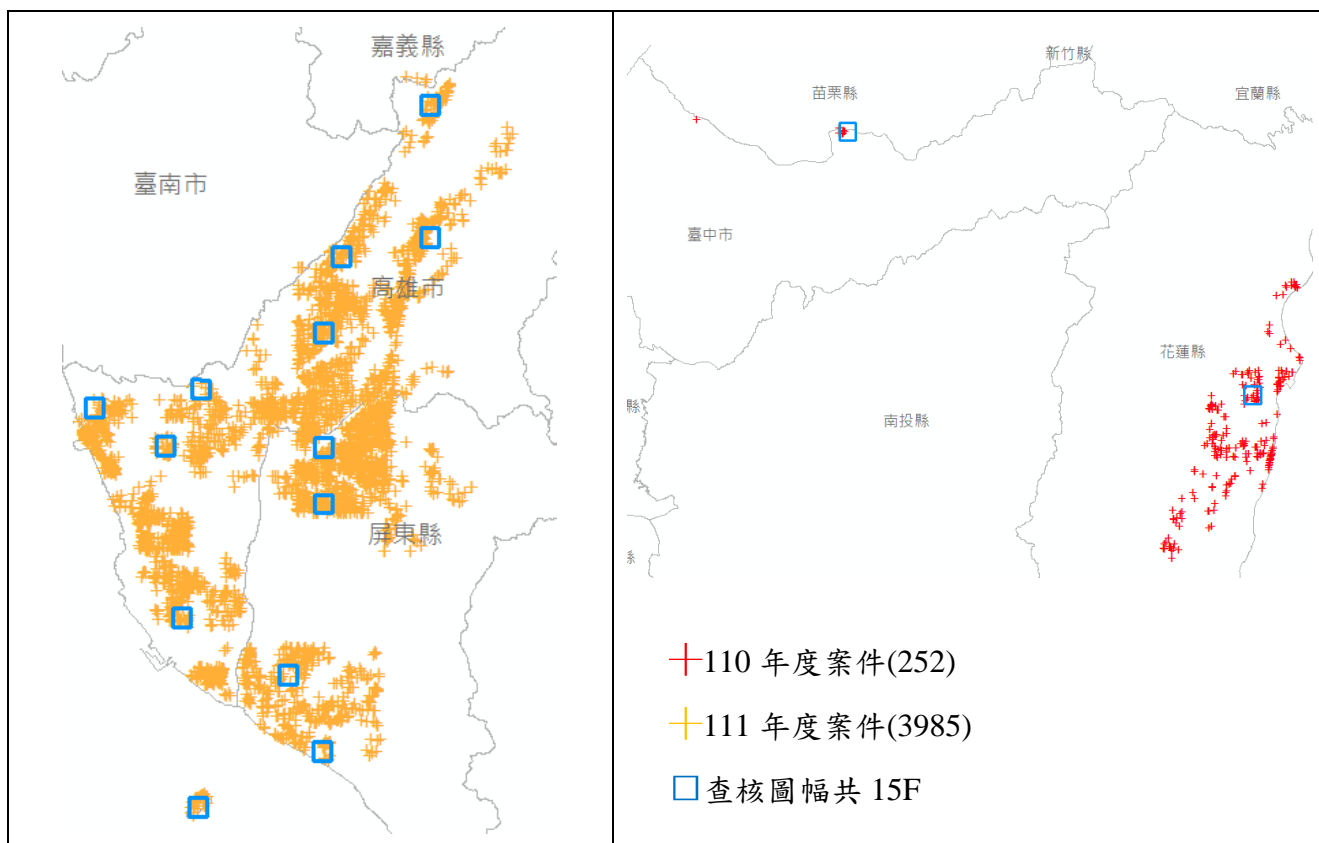 嘉義縣
臺南市
高雄市
屏東縣
新竹縣
苗栗縣
宜蘭縣
臺中市
花蓮縣
縣
南投縣
縣
110 年度案件(252)
111 年度案件(3985)
查核圖幅共 15F